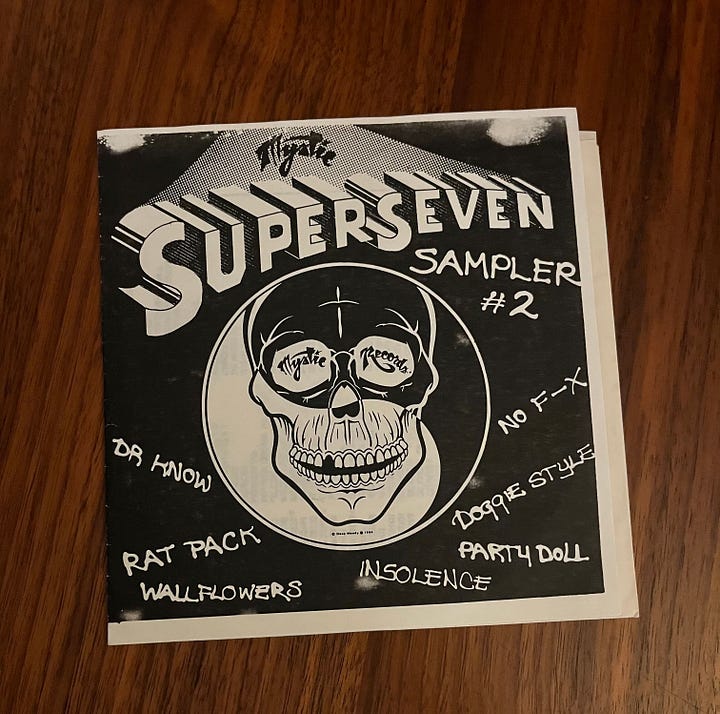 Mystic
SUPERSEVEN
SAMPLER
#2
Mystic Records
NO F-X
DR KNOW
DOGGIE STYLE
RAT PACK
PARTY DOLL
INSOLENCE
WALLFLOWERS